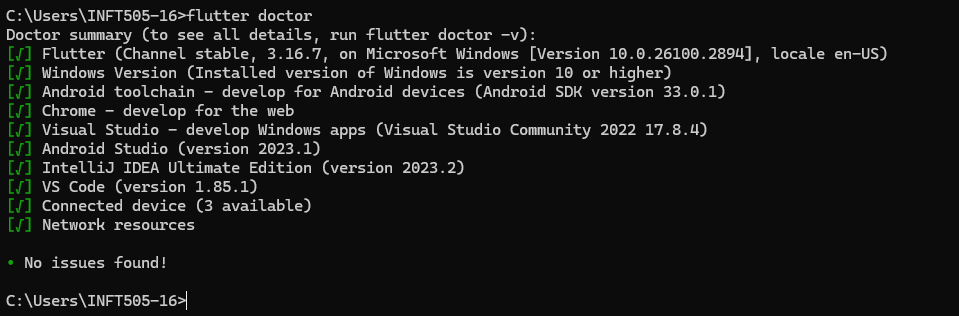 C:\Users\INFT505-16>flutter doctor
Doctor summary (to see all details, run flutter doctor -v):
[√] Flutter (Channel stable, 3.16.7, on Microsoft Windows [Version 10.0.26100.2894], locale en-US)
[√] Windows Version (Installed version of Windows is version 10 or higher)
[√] Android toolchain - develop for Android devices (Android SDK version 33.0.1)
[√] Chrome - develop for the web
[√] Visual Studio - develop Windows apps (Visual Studio Community 2022 17.8.4)
[√] Android Studio (version 2023.1)
[√] IntelliJ IDEA Ultimate Edition (version 2023.2)
[√] VS Code (version 1.85.1)
[√] Connected device (3 available)
[√] Network resources
• No issues found!
C:\Users\INFT505-16>